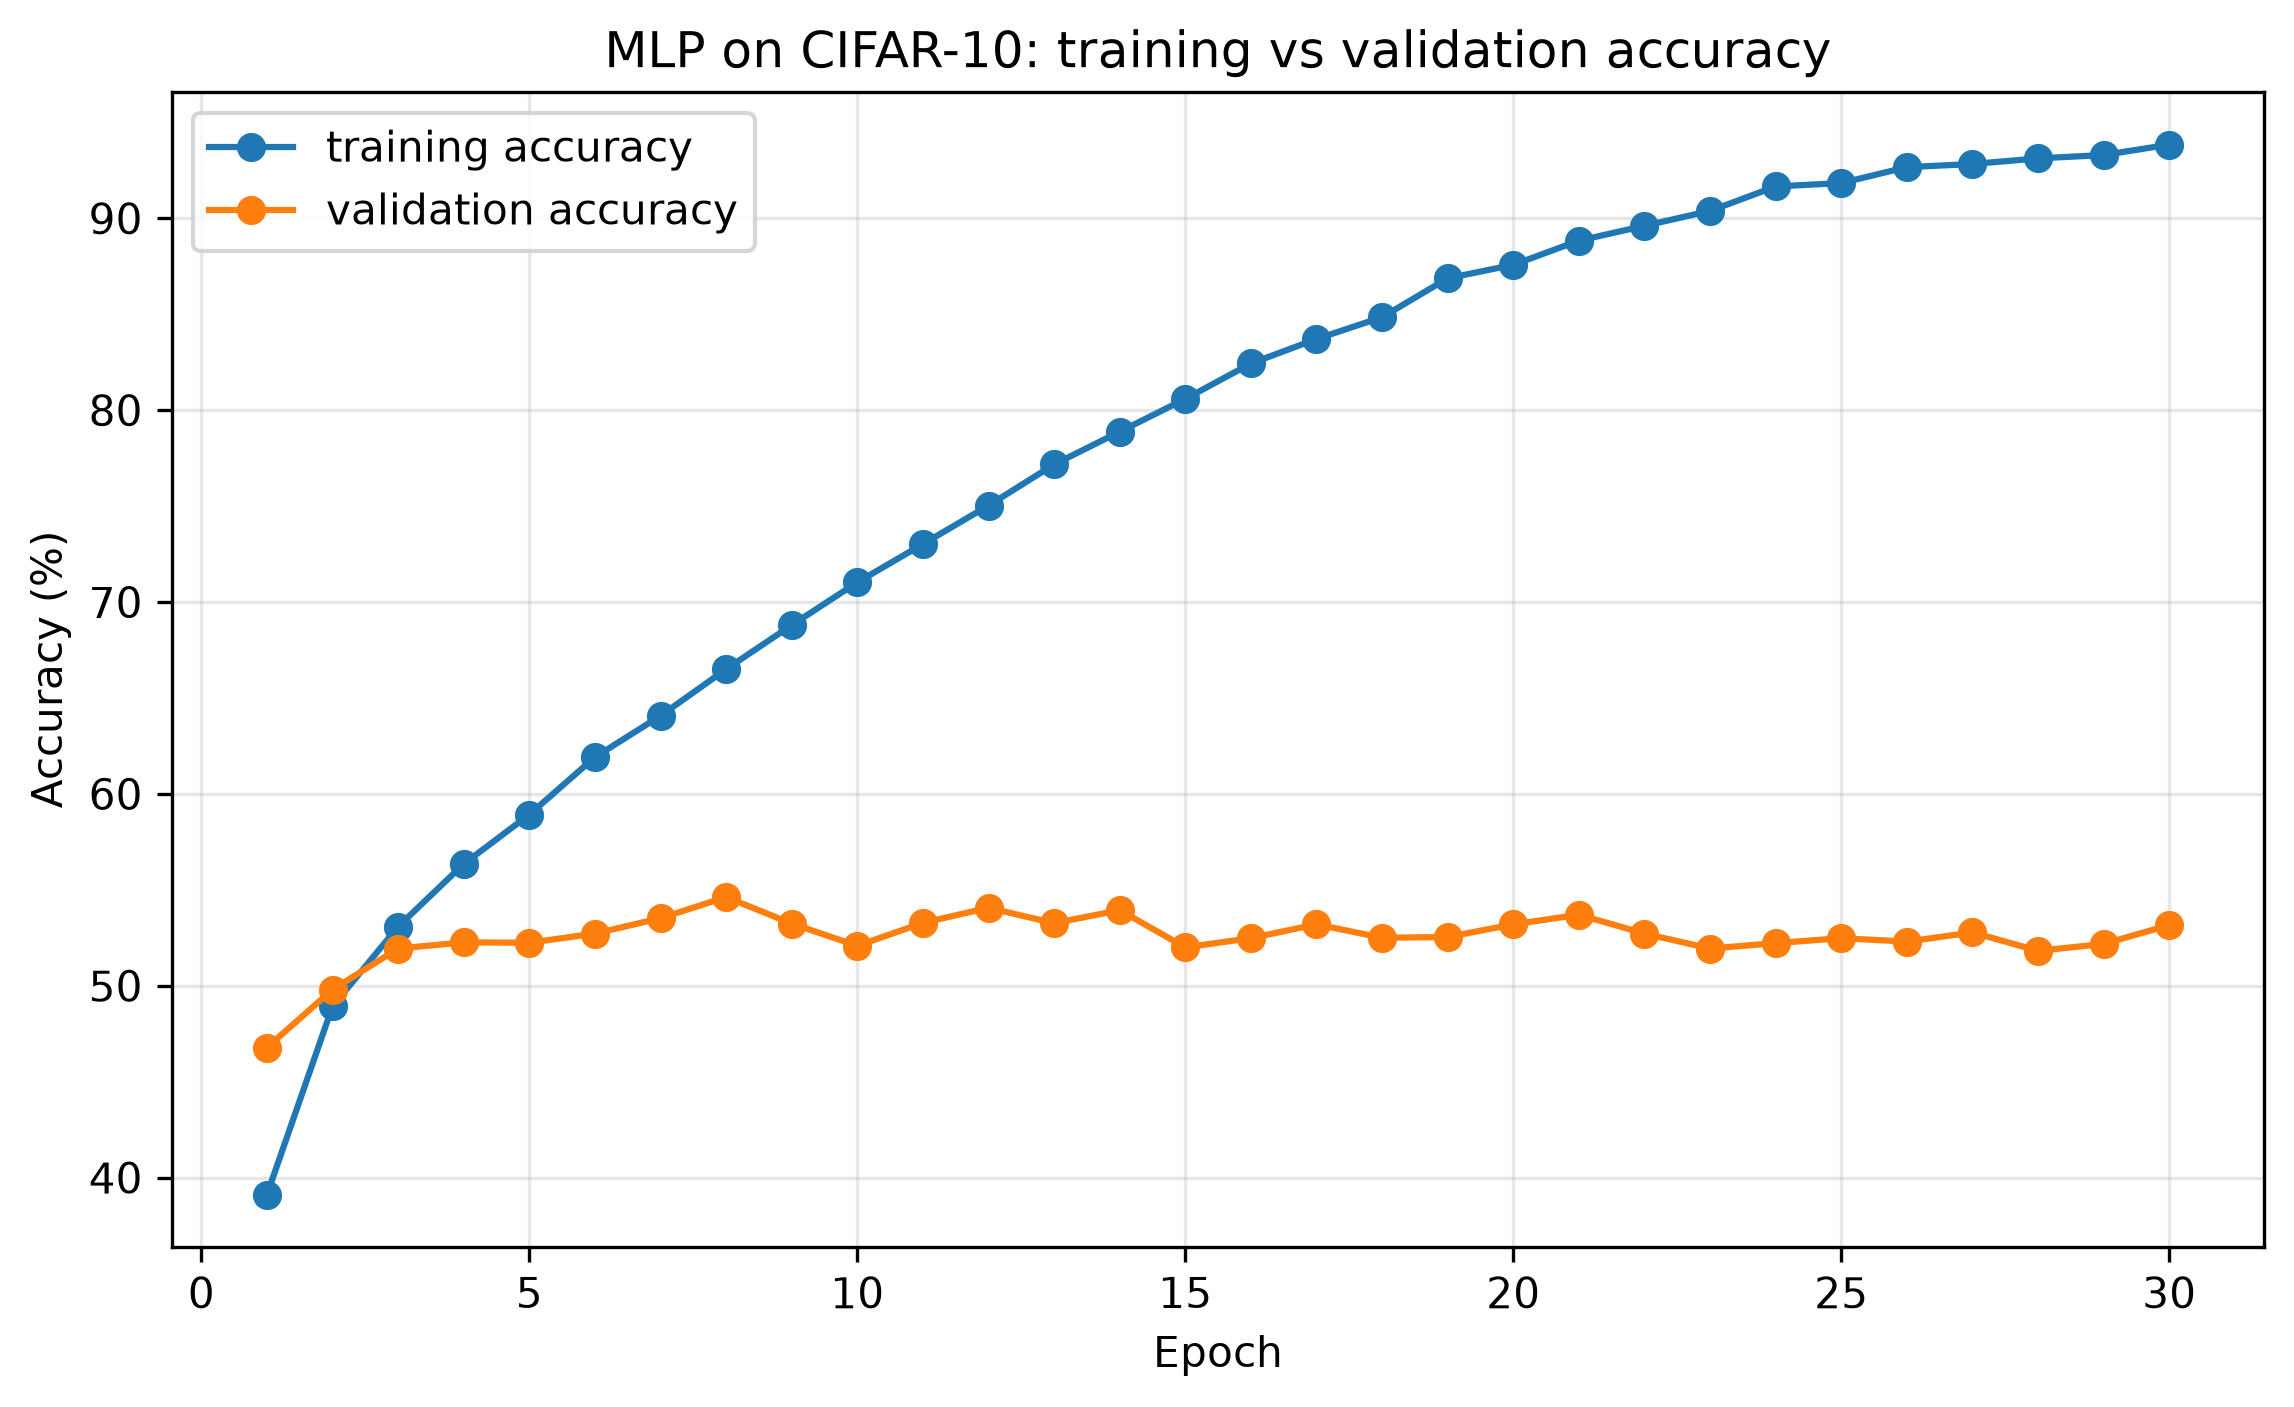 MLP on CIFAR-10: training vs validation accuracy
training accuracy
validation accuracy
Accuracy (%)
90
80
70
60
50
40
0 5 10 15 20 25 30
Epoch